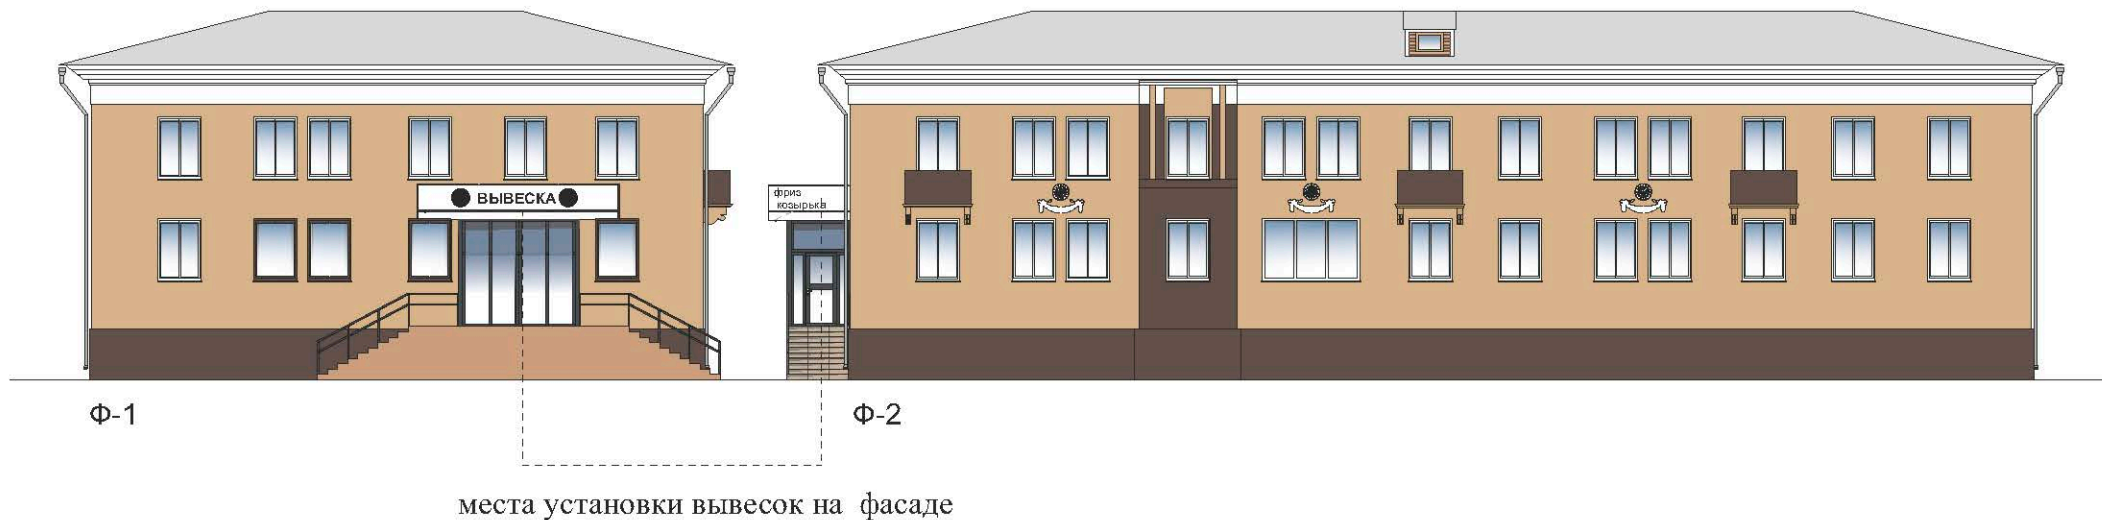 ВЫВЕСКА
фриз
козырька
Ф-1
Ф-2
места установки вывесок на фасаде